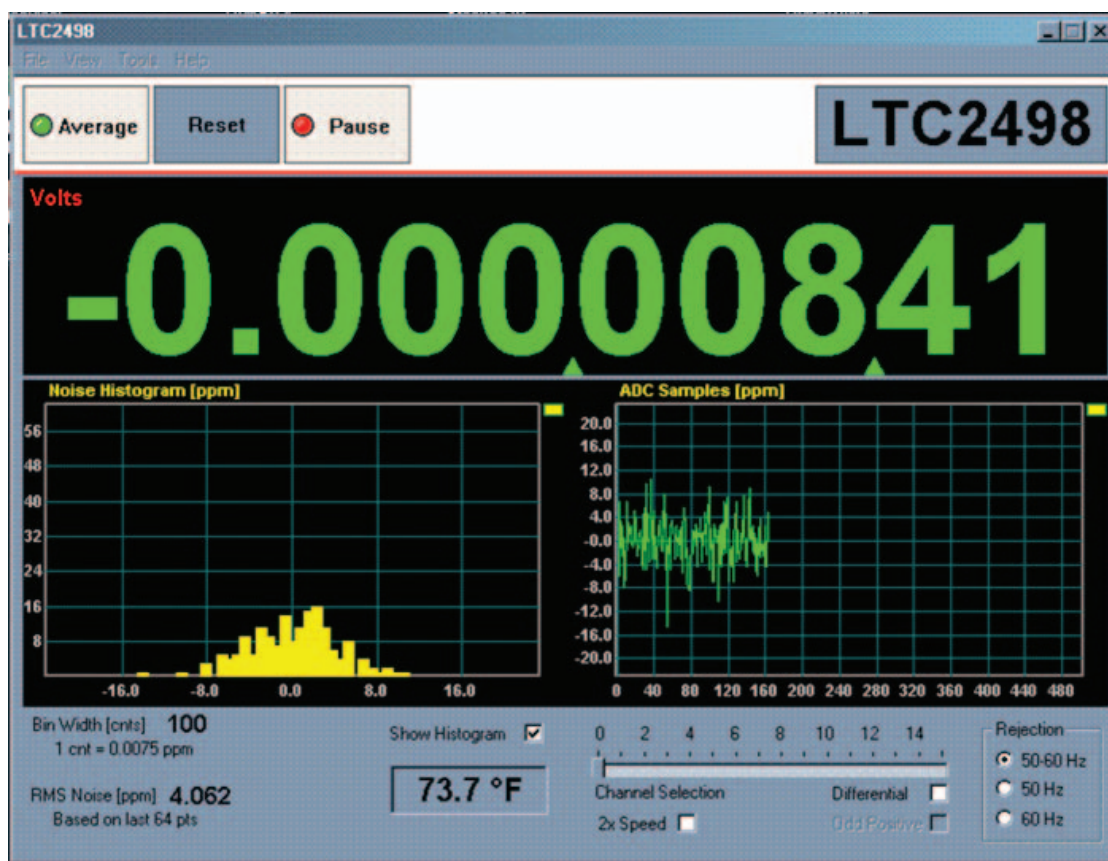 LTC2498
File View Tools Help
Average Reset Pause
LTC2498
Volts
-0.00000841
Noise Histogram [ppm]
56
48
40
32
24
16
8
-16.0 -8.0 0.0 8.0 16.0
ADC Samples [ppm]
20.0
16.0
12.0
8.0
4.0
-0.0
-4.0
-8.0
-12.0
-16.0
-20.0
0 40 80 120 160 200 240 280 320 360 400 440 480
Bin Width [cnts] 100
1 cnt = 0.0075 ppm
RMS Noise [ppm] 4.062
Based on last 64 pts
Show Histogram
73.7 °F
0 2 4 6 8 10 12 14
Channel Selection
Differential
2x Speed
Odd Positive
Rejection
50-60 Hz
50 Hz
60 Hz